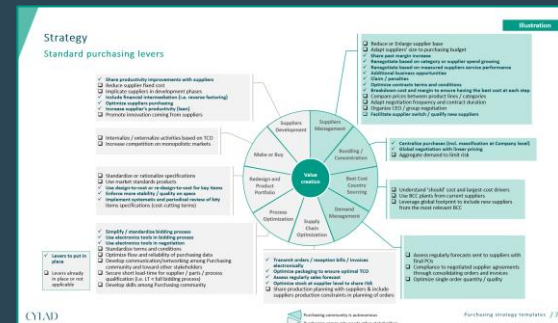 Illustration
Strategy
Standard purchasing levers
Share productivity improvements with suppliers
Reduce supplier fixed cost
Implicate suppliers in development phases
Include financial intermediation (i.e. reverse factoring)
Optimize suppliers purchasing
Increase supplier's productivity (lean)
Promote innovation coming from suppliers
Internalize / externalize activities based on TCO
Increase competition on monopolistic markets
Standardize or rationalize specifications
Use market standards products
Use design-to-cost or re-design-to-cost for key items
Enforce more stability / quality on spec
Implement systematic and periodical review of key
items specifications (cost cutting terms)
Simplify / standardize bidding process
Use electronics tools in bidding process
Use electronics tools in negotiation
Standardize terms and conditions
Optimize flow and reliability of purchasing data
Develop communication/networking among Purchasing
community and toward other stakeholders
Secure short lead-time for supplier / parts / process
validation (i.e. LT < full bidding process)
Develop skills among Purchasing Community
Levers to put in
place
Levers already
in place or not
applicable
Suppliers
Development
Suppliers
Management
Make or Buy
Bundling /
Concentration
Redesign and
Product
Portfolio
Value
creation
Best Cost
Country
Sourcing
Process
Optimization
Supply
Chain
Optimization
Demand
Management
Reduce or Enlarge supplier base
Adapt suppliers' size to purchasing budget
Share past margin increase
Renegotiate based on category or supplier spend growing
Renegotiate based on measured suppliers service performance
Additional business opportunities
Claim / penalties
Optimize contracts terms and conditions
Breakdown cost and margin to ensure having the best cost at each step
Compare prices between product lines / categories
Adapt negotiation frequency and contract duration
Organize CEO / group negotiation
Facilitate supplier switch / qualify new suppliers
Centralize purchases (incl. massification at Company level)
Global negotiation with linear pricing
Aggregate demand to limit risk
Understand "should" cost and largest-cost drivers
Use BCC plants from current suppliers
Leverage global footprint to include new suppliers
from the most relevant BCC
Assess regularly forecasts sent to suppliers with
final POs
Compliance to negotiated supplier agreements
through consolidating orders and invoices
Optimize single order quantity / quality
Transmit orders / reception bills / invoices
electronically
Optimize packaging to ensure optimal TCO
Assess regularly sales forecast
Optimize stock at supplier level to share risk
Share production planning with suppliers & include
suppliers production constraints in planning of orders
CYLAD
Purchasing community is autonomous
Purchasing strategy templates